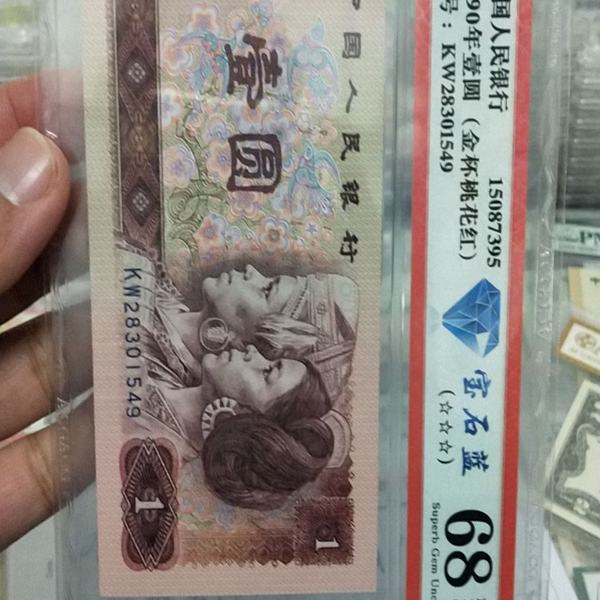 中国人民银行
壹圆
KW28301549
1
1
国人民银行
90年壹圆（金杯桃花红）
号：KW28301549
15087395
宝石蓝
（☆☆☆）
68
Superb Gem Unc